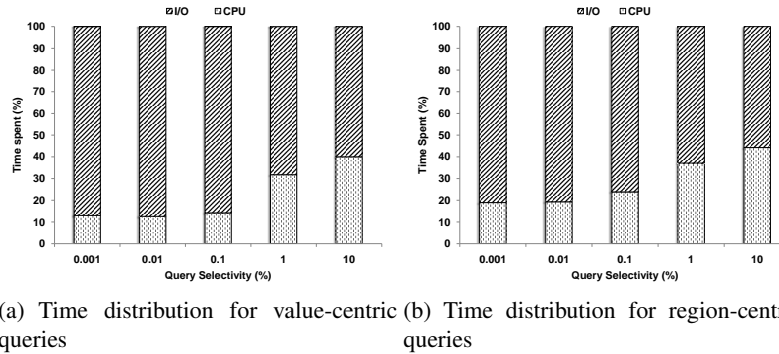 I/O CPU
100
90
80
70
60
50
40
30
20
10
0
Time spent (%)
0.001 0.01 0.1 1 10
Query Selectivity (%)
(a) Time distribution for value-centric
queries
I/O CPU
100
90
80
70
60
50
40
30
20
10
0
Time Spent (%)
0.001 0.01 0.1 1 10
Query Selectivity (%)
(b) Time distribution for region-centri
queries